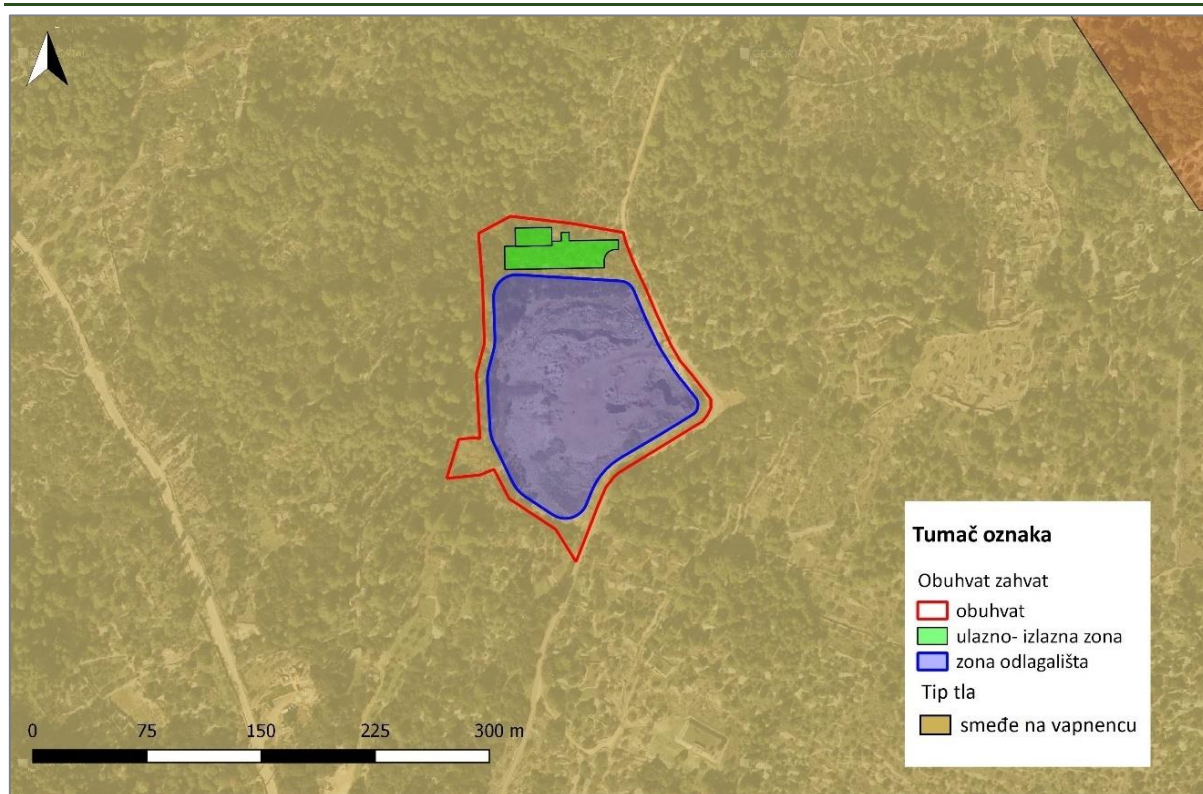 Tumač oznaka
Obuhvat zahvat
obuhvat
ulazno- izlazna zona
zona odlagališta
Tip tla
smeđe na vapnencu
0 75 150 225 300 m